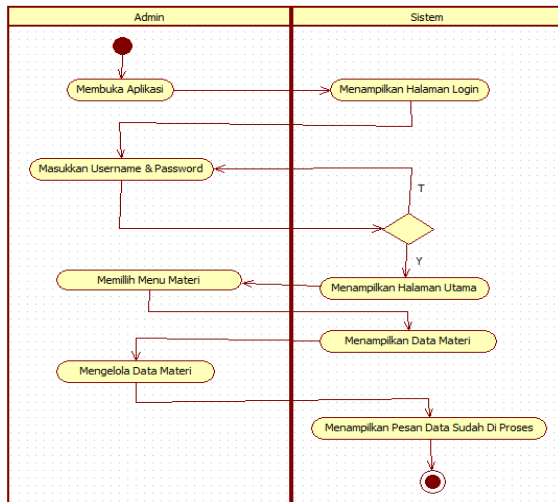 Admin
Sistem
Membuka Aplikasi
Menampilkan Halaman Login
Masukkan Username & Password
T
Y
Memillih Menu Materi
Menampilkan Halaman Utama
Menampilkan Data Materi
Mengelola Data Materi
Menampilkan Pesan Data Sudah Di Proses